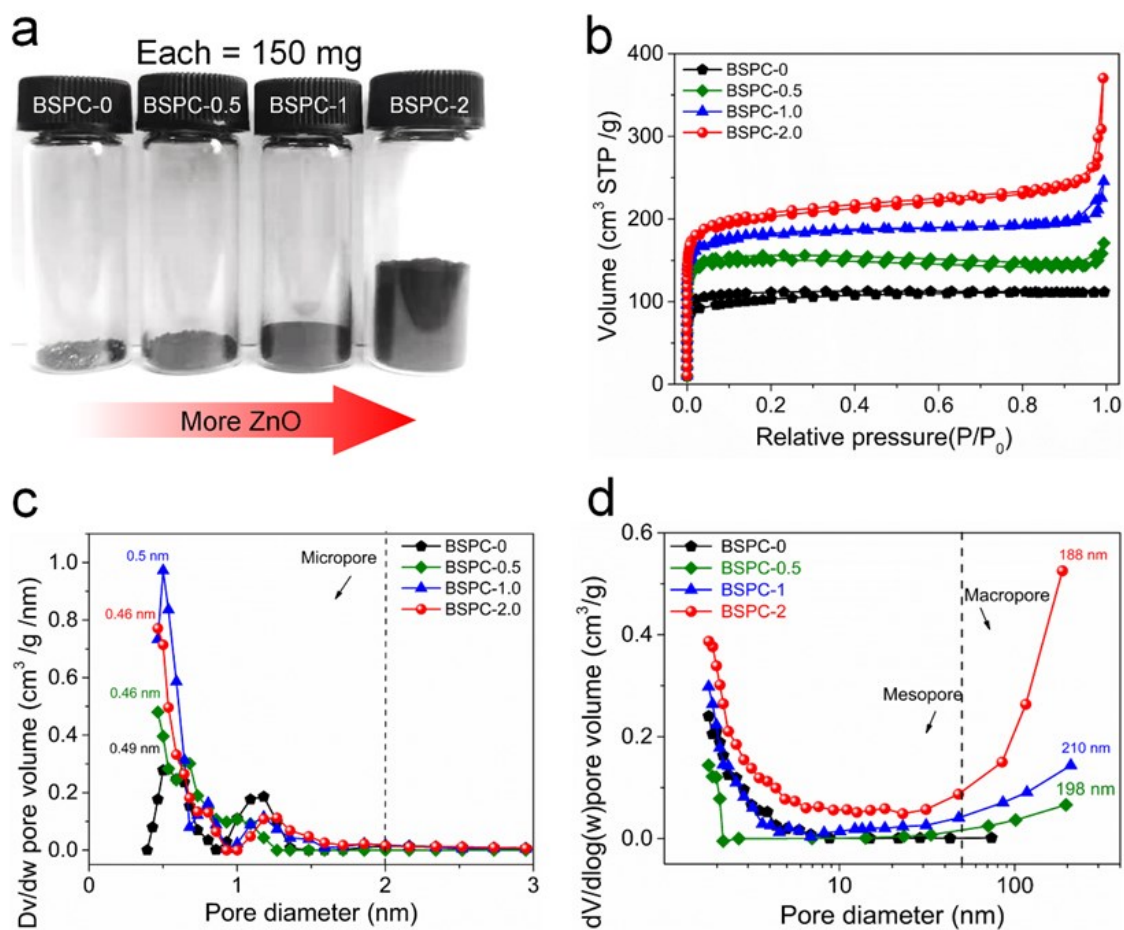 a
Each = 150 mg
BSPC-0
BSPC-0.5
BSPC-1
BSPC-2
More ZnO
b
BSPC-0
BSPC-0.5
BSPC-1.0
BSPC-2.0
Volume (cm³ STP /g)
400
300
200
100
0
0.0 0.2 0.4 0.6 0.8 1.0
Relative pressure(P/P₀)
c
0.5 nm
0.46 nm
0.46 nm
0.49 nm
Micropore
BSPC-0
BSPC-0.5
BSPC-1.0
BSPC-2.0
Dv/dw pore volume (cm³ /g /nm)
1.0
0.8
0.6
0.4
0.2
0.0
0 1 2 3
Pore diameter (nm)
d
BSPC-0
BSPC-0.5
BSPC-1
BSPC-2
188 nm
Macropore
Mesopore
210 nm
198 nm
dV/dlog(w)pore volume (cm³/g)
0.6
0.4
0.2
0.0
10 100
Pore diameter (nm)